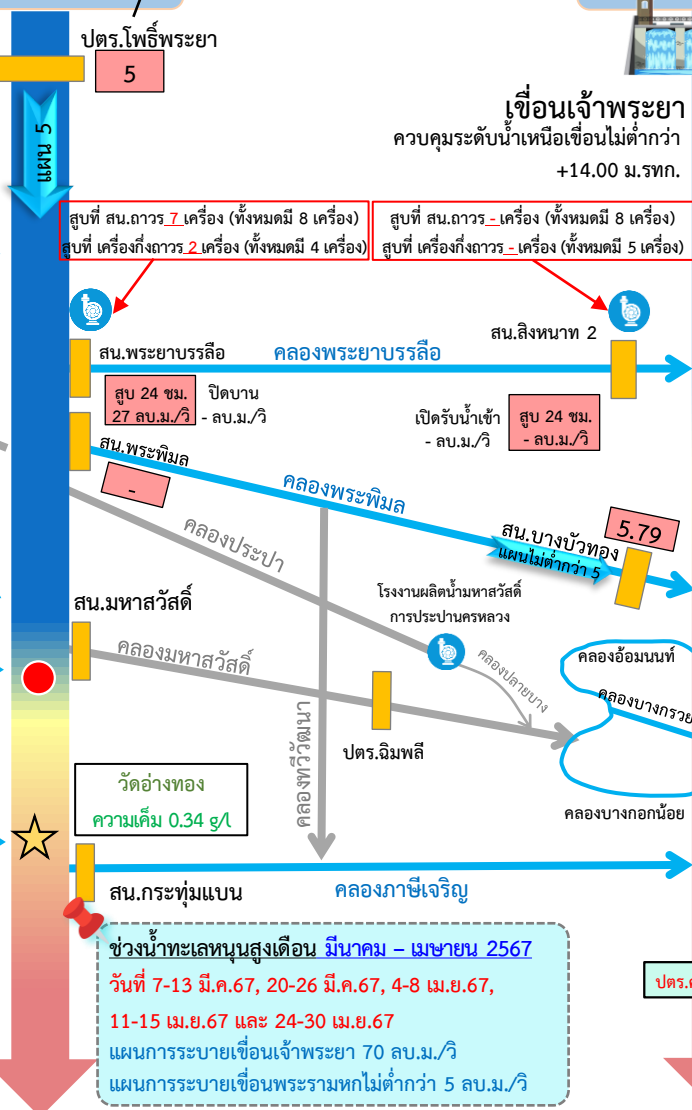 ปตร.โพธิ์พระยา
5
แผน 5
เขื่อนเจ้าพระยา
ควบคุมระดับน้ำเหนือเขื่อนไม่ต่ำกว่า
+14.00 ม.รทก.
สูบที่ สน.ถาวร 7 เครื่อง (ทั้งหมดมี 8 เครื่อง)
สูบที่ เครื่องกึ่งถาวร 2 เครื่อง (ทั้งหมดมี 4 เครื่อง)
สูบที่ สน.ถาวร - เครื่อง (ทั้งหมดมี 8 เครื่อง)
สูบที่ เครื่องกึ่งถาวร - เครื่อง (ทั้งหมดมี 5 เครื่อง)
สน.พระยาบรรลือ
คลองพระยาบรรลือ
สน.สิงหนาท 2
สูบ 24 ชม.
27 ลบ.ม./วิ
ปิดบาน
- ลบ.ม./วิ
เปิดรับน้ำเข้า
- ลบ.ม./วิ
สูบ 24 ชม.
- ลบ.ม./วิ
สน.พระพิมล
-
คลองพระพิมล
สน.บางบัวทอง
5.79
แผนไม่ต่ำกว่า 5
คลองประปา
โรงงานผลิตน้ำมหาสวัสดิ์
การประปานครหลวง
สน.มหาสวัสดิ์
คลองมหาสวัสดิ์
คลองปลายบาง
คลองอ้อมนนท์
คลองบางกรวย
ปตร.ฉิมพลี
คลองทวีวัฒนา
คลองบางกอกน้อย
วัดอ่างทอง
ความเค็ม 0.34 g/l
สน.กระทุ่มแบน
คลองภาษีเจริญ
ช่วงน้ำทะเลหนุนสูงเดือน มีนาคม – เมษายน 2567
วันที่ 7-13 มี.ค.67, 20-26 มี.ค.67, 4-8 เม.ย.67,
11-15 เม.ย.67 และ 24-30 เม.ย.67
แผนการระบายเขื่อนเจ้าพระยา 70 ลบ.ม./วิ
แผนการระบายเขื่อนพระรามหกไม่ต่ำกว่า 5 ลบ.ม./วิ